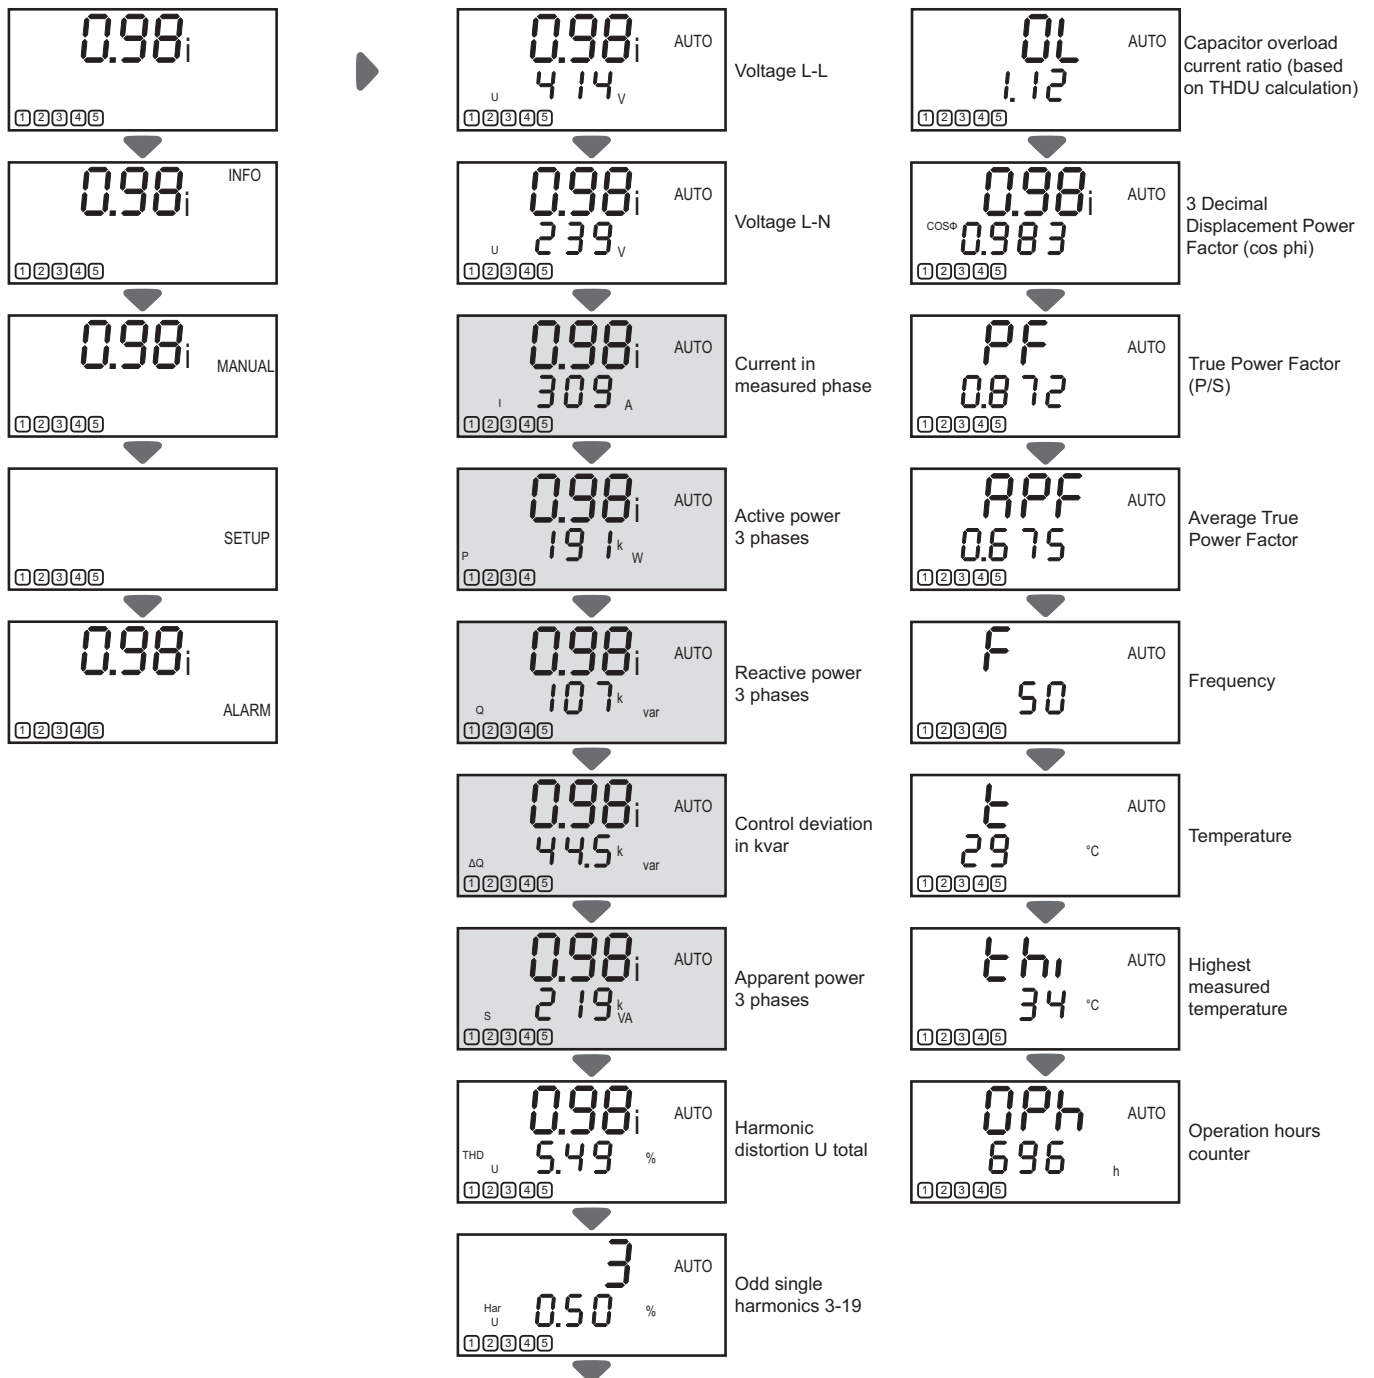 0.98i
1 2 3 4 5
0.98i
INFO
1 2 3 4 5
0.98i
MANUAL
1 2 3 4 5
SETUP
1 2 3 4 5
0.98i
ALARM
1 2 3 4 5
0.98i
AUTO
U 414 V
1 2 3 4 5
Voltage L-L
0.98i
AUTO
U 239 V
1 2 3 4 5
Voltage L-N
0.98i
AUTO
I 309 A
1 2 3 4 5
Current in
measured phase
0.98i
AUTO
P 191 k W
1 2 3 4
Active power
3 phases
0.98i
AUTO
Q 107 k var
1 2 3 4 5
Reactive power
3 phases
0.98i
AUTO
ΔQ 44.5 k var
1 2 3 4 5
Control deviation
in kvar
0.98i
AUTO
S 219 k VA
1 2 3 4 5
Apparent power
3 phases
0.98i
AUTO
THD U 5.49 %
1 2 3 4 5
Harmonic
distortion U total
3
AUTO
Har U 0.50 %
1 2 3 4 5
Odd single
harmonics 3-19
OL
AUTO
1.12
1 2 3 4 5
Capacitor overload
current ratio (based
on THDU calculation)
0.98i
AUTO
COSΦ 0.983
1 2 3 4 5
3 Decimal
Displacement Power
Factor (cos phi)
PF
AUTO
0.872
1 2 3 4 5
True Power Factor
(P/S)
APF
AUTO
0.675
1 2 3 4 5
Average True
Power Factor
F
AUTO
50
1 2 3 4 5
Frequency
t
AUTO
29 °C
1 2 3 4 5
Temperature
thi
AUTO
34 °C
1 2 3 4 5
Highest
measured
temperature
OPh
AUTO
696 h
1 2 3 4 5
Operation hours
counter